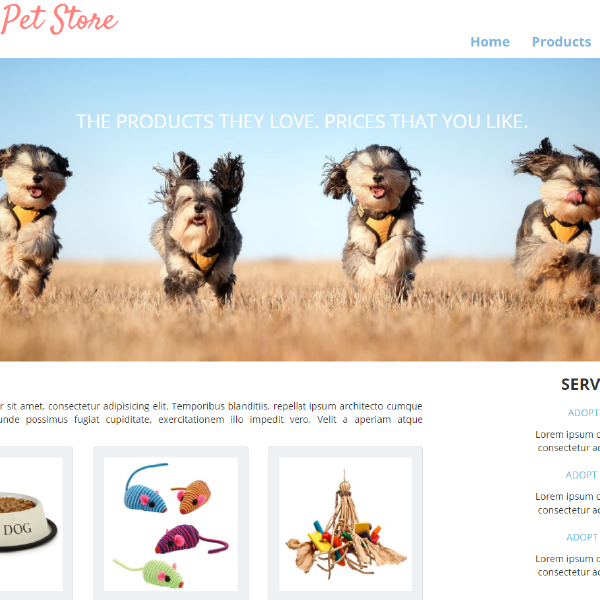 Pet Store
Home Products
THE PRODUCTS THEY LOVE. PRICES THAT YOU LIKE.
SERV
r sit amet, consectetur adipisicing elit. Temporibus blanditiis, repellat ipsum architecto cumque
unde possimus fugiat cupiditate, exercitationem illo impedit vero. Velit a aperiam atque
ADOPT
Lorem ipsum
consectetur ad
ADOPT
Lorem ipsum
consectetur ad
ADOPT
Lorem ipsum
consectetur ad
DOG